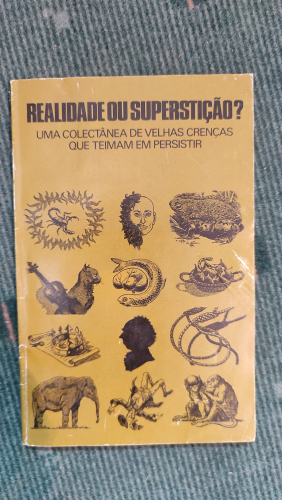 REALIDADE OU SUPERSTIÇÃO?
UMA COLECTÂNEA DE VELHAS CRENÇAS
QUE TEIMAM EM PERSISTIR